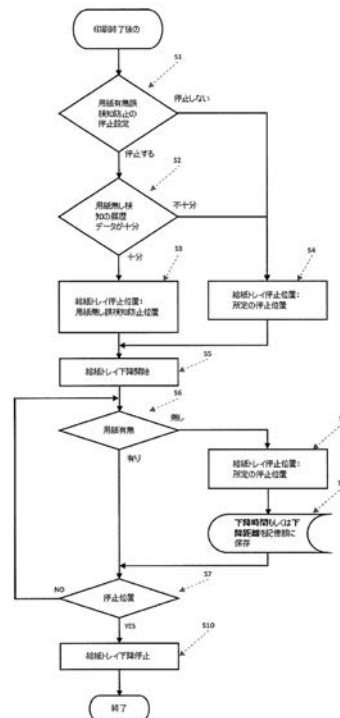 印刷終了後の
S1
用紙有無誤
検知防止の
停止設定
停止しない
停止する
S2
用紙無し検
知の履歴
データが十分
不十分
十分
S3
S4
給紙トレイ停止位置:
用紙無し誤検知防止位置
給紙トレイ停止位置:
所定の停止位置
S5
給紙トレイ下降開始
S6
用紙有無
無し
有り
給紙トレイ停止位置:
所定の停止位置
下降時間もしくは下
降距離を記憶部に
保存
NO
S7
停止位置
YES
S10
給紙トレイ下降停止
終了